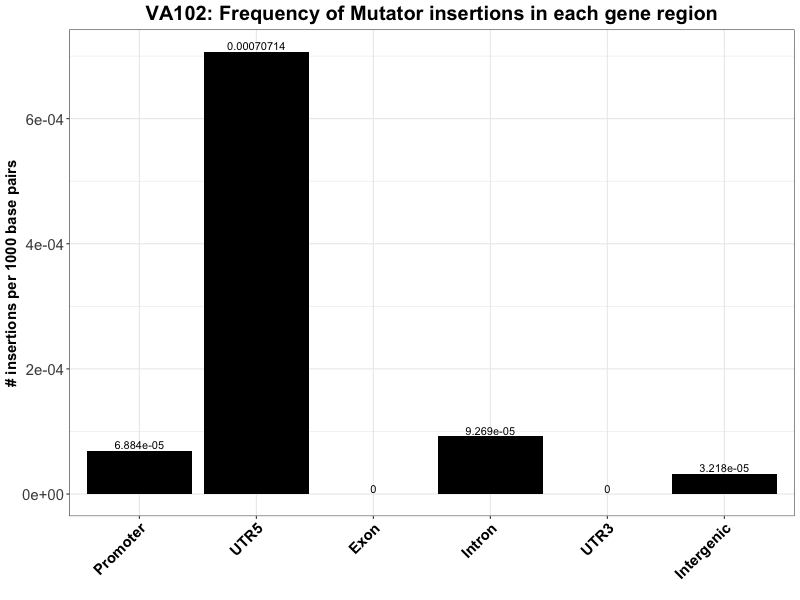 VA102: Frequency of Mutator insertions in each gene region
# insertions per 1000 base pairs
6e-04
4e-04
2e-04
0e+00
6.884e-05
0.00070714
0
9.269e-05
0
3.218e-05
Promoter
UTR5
Exon
Intron
UTR3
Intergenic